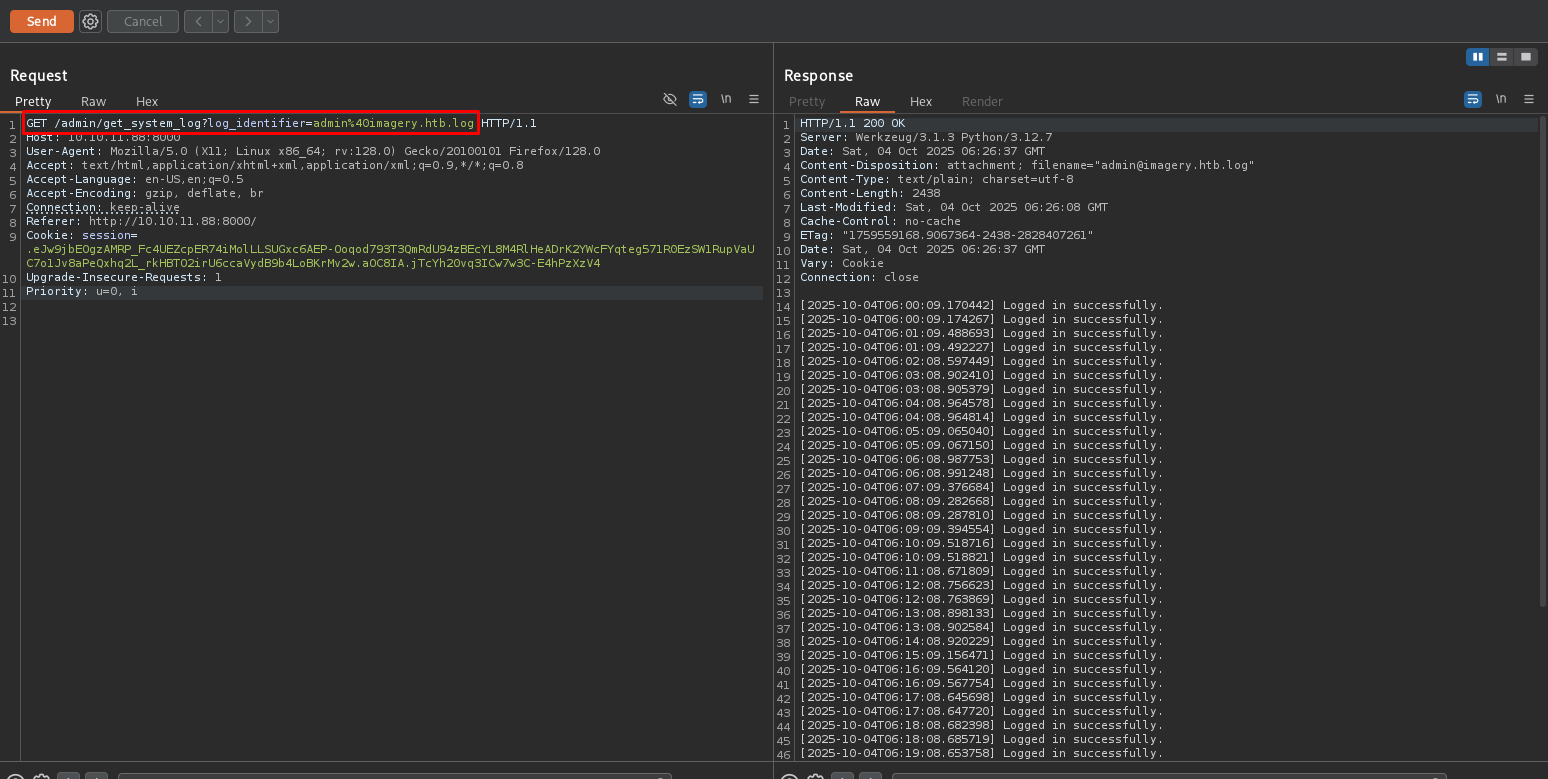 Send
Cancel
Request
Pretty
Raw
Hex
\n
1 GET /admin/get_system_log?log_identifier=admin%40imagery.htb.log HTTP/1.1
2 Host: 10.10.11.88:8000
3 User-Agent: Mozilla/5.0 (X11; Linux x86_64; rv:128.0) Gecko/20100101 Firefox/128.0
4 Accept: text/html,application/xhtml+xml,application/xml;q=0.9,*/*;q=0.8
5 Accept-Language: en-US,en;q=0.5
6 Accept-Encoding: gzip, deflate, br
7 Connection: keep-alive
8 Referer: http://10.10.11.88:8000/
9 Cookie: session=
10 Upgrade-Insecure-Requests: 1
11 Priority: u=0, i
12
13
Response
Pretty
Raw
Hex
Render
\n
1 HTTP/1.1 200 OK
2 Server: Werkzeug/3.1.3 Python/3.12.7
3 Date: Sat, 04 Oct 2025 06:26:37 GMT
4 Content-Disposition: attachment; filename="admin@imagery.htb.log"
5 Content-Type: text/plain; charset=utf-8
6 Content-Length: 2438
7 Last-Modified: Sat, 04 Oct 2025 06:26:08 GMT
8 Cache-Control: no-cache
9 ETag: "1759559168.9067364-2438-2828407261"
10 Date: Sat, 04 Oct 2025 06:26:37 GMT
11 Vary: Cookie
12 Connection: close
13
14 [2025-10-04T06:00:09.170442] Logged in successfully.
15 [2025-10-04T06:00:09.174267] Logged in successfully.
16 [2025-10-04T06:01:09.488693] Logged in successfully.
17 [2025-10-04T06:01:09.492227] Logged in successfully.
18 [2025-10-04T06:02:08.597449] Logged in successfully.
19 [2025-10-04T06:03:08.902410] Logged in successfully.
20 [2025-10-04T06:03:08.905379] Logged in successfully.
21 [2025-10-04T06:04:08.964578] Logged in successfully.
22 [2025-10-04T06:04:08.964814] Logged in successfully.
23 [2025-10-04T06:05:09.065040] Logged in successfully.
24 [2025-10-04T06:05:09.067150] Logged in successfully.
25 [2025-10-04T06:06:08.987753] Logged in successfully.
26 [2025-10-04T06:06:08.991248] Logged in successfully.
27 [2025-10-04T06:07:09.376684] Logged in successfully.
28 [2025-10-04T06:08:09.282668] Logged in successfully.
29 [2025-10-04T06:08:09.287810] Logged in successfully.
30 [2025-10-04T06:09:09.394554] Logged in successfully.
31 [2025-10-04T06:10:09.518716] Logged in successfully.
32 [2025-10-04T06:10:09.518821] Logged in successfully.
33 [2025-10-04T06:11:08.671809] Logged in successfully.
34 [2025-10-04T06:12:08.756623] Logged in successfully.
35 [2025-10-04T06:12:08.763869] Logged in successfully.
36 [2025-10-04T06:13:08.898133] Logged in successfully.
37 [2025-10-04T06:13:08.902584] Logged in successfully.
38 [2025-10-04T06:14:08.920229] Logged in successfully.
39 [2025-10-04T06:15:09.156471] Logged in successfully.
40 [2025-10-04T06:16:09.564120] Logged in successfully.
41 [2025-10-04T06:16:09.567754] Logged in successfully.
42 [2025-10-04T06:17:08.645698] Logged in successfully.
43 [2025-10-04T06:17:08.647720] Logged in successfully.
44 [2025-10-04T06:18:08.682398] Logged in successfully.
45 [2025-10-04T06:18:08.685719] Logged in successfully.
46 [2025-10-04T06:19:08.653758] Logged in successfully.